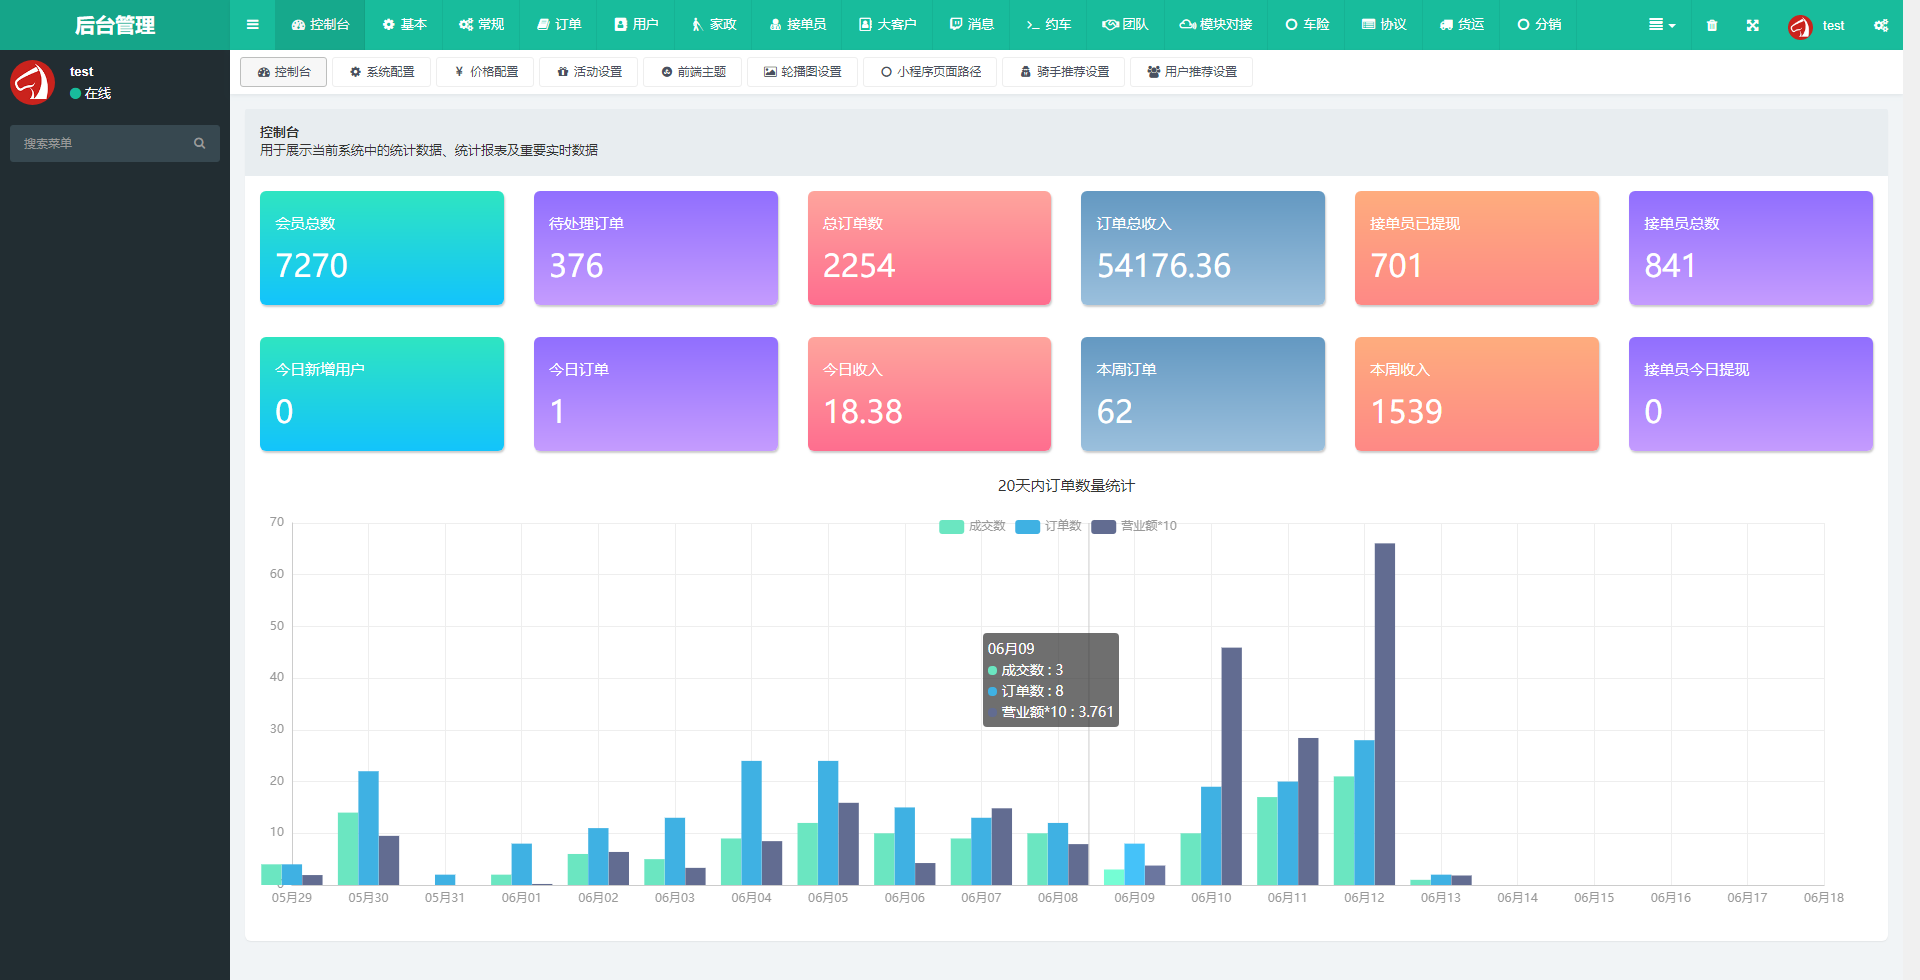 后台管理
控制台 基本 常规 订单 用户 家政 接单员 大客户 消息 约车 团队 模块对接 车险 协议 货运 分销 test
test
在线
搜索菜单
控制台 系统配置 ¥ 价格配置 活动设置 前端主题 轮播图设置 小程序页面路径 骑手推荐设置 用户推荐设置
控制台
用于展示当前系统中的统计数据、统计报表及重要实时数据
会员总数 待处理订单 总订单数 订单总收入 接单员已提现 接单员总数
7270 376 2254 54176.36 701 841
今日新增用户 今日订单 今日收入 本周订单 本周收入 接单员今日提现
0 1 18.38 62 1539 0
20天内订单数量统计
成交数 订单数 营业额*10
70
60
50
40
30
20
10
0
06月09
成交数 : 3
订单数 : 8
营业额*10 : 3.761
05月29 05月30 05月31 06月01 06月02 06月03 06月04 06月05 06月06 06月07 06月08 06月09 06月10 06月11 06月12 06月13 06月14 06月15 06月16 06月17 06月18